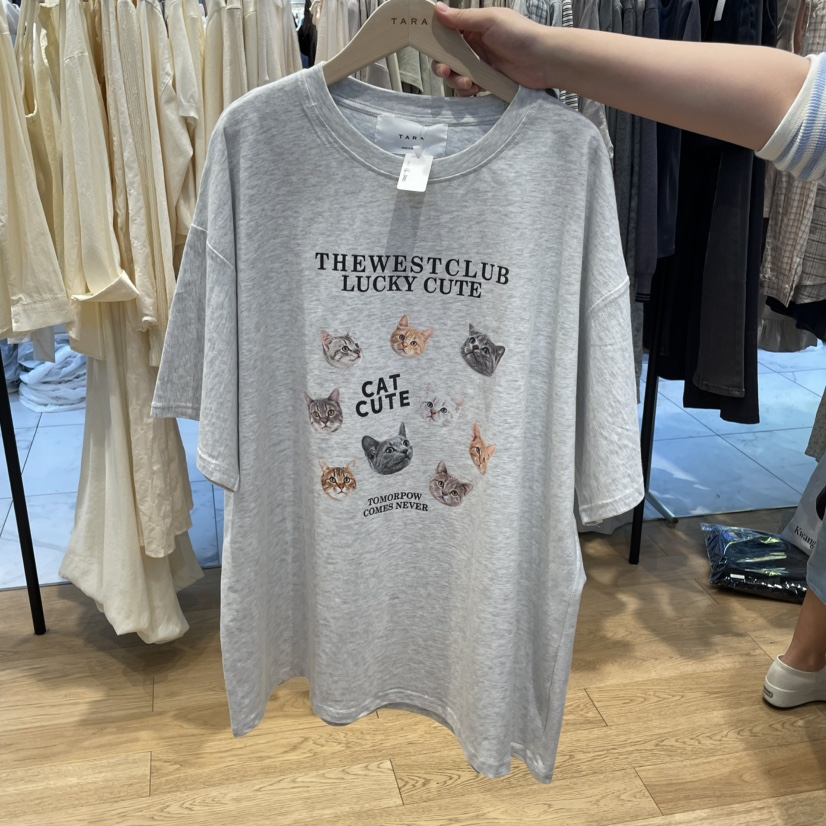 TARA
TARA
THEWESTCLUB
LUCKY CUTE
CAT
CUTE
TOMORPOW
COMES NEVER